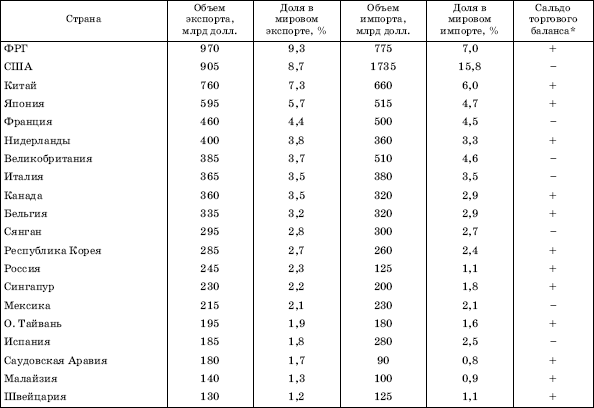 Страна Объем экспорта, млрд долл. Доля в мировом экспорте, % Объем импорта, млрд долл. Доля в мировом импорте, % Сальдо торгового баланса*
ФРГ 970 9,3 775 7,0 +
США 905 8,7 1735 15,8 –
Китай 760 7,3 660 6,0 +
Япония 595 5,7 515 4,7 +
Франция 460 4,4 500 4,5 –
Нидерланды 400 3,8 360 3,3 +
Великобритания 385 3,7 510 4,6 –
Италия 365 3,5 380 3,5 –
Канада 360 3,5 320 2,9 +
Бельгия 335 3,2 320 2,9 +
Сянган 295 2,8 300 2,7 –
Республика Корея 285 2,7 260 2,4 +
Россия 245 2,3 125 1,1 +
Сингапур 230 2,2 200 1,8 +
Мексика 215 2,1 230 2,1 –
О. Тайвань 195 1,9 180 1,6 +
Испания 185 1,8 280 2,5 –
Саудовская Аравия 180 1,7 90 0,8 +
Малайзия 140 1,3 100 0,9 +
Швейцария 130 1,2 125 1,1 +